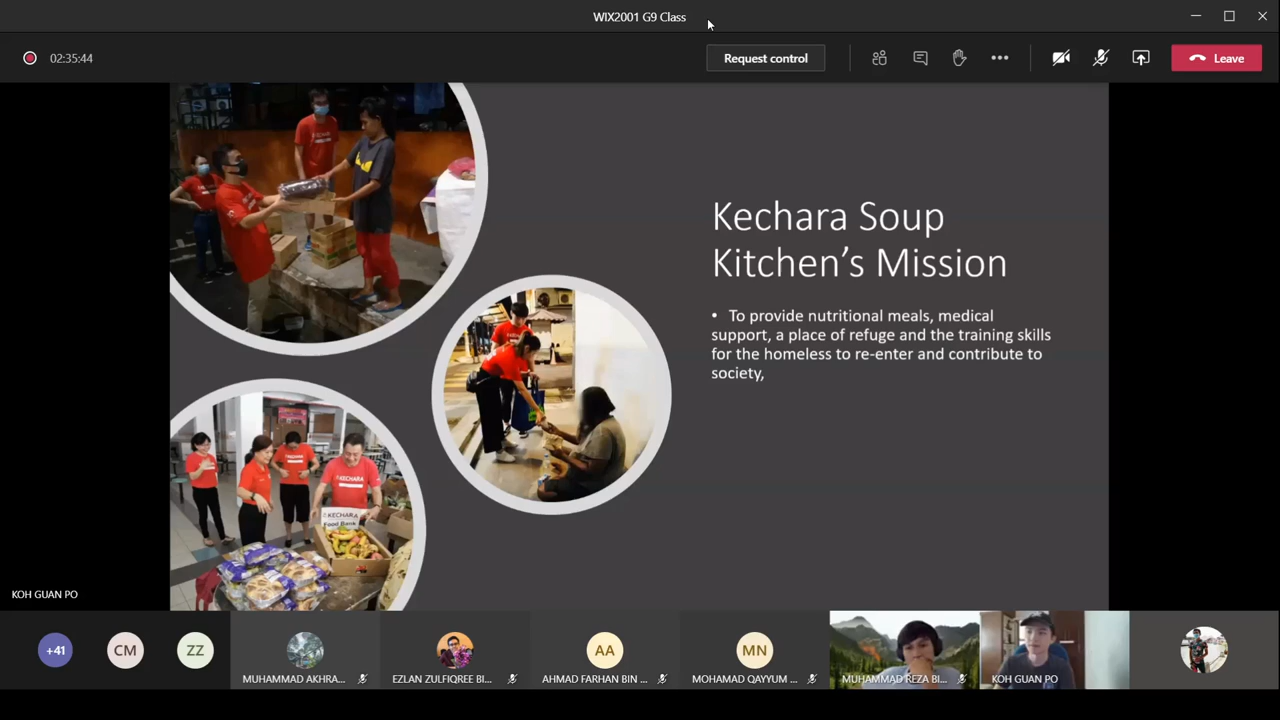 WIX2001 G9 Class
02:35:44
Request control
Leave
Kechara Soup
Kitchen's Mission
• To provide nutritional meals, medical
support, a place of refuge and the training skills
for the homeless to re-enter and contribute to
society,
KECHARA
KECHARA
Food Bank
KOH GUAN PO
+41
CM
ZZ
AA
MN
MUHAMMAD AKHRA...
EZLAN ZULFIQREE BI...
AHMAD FARHAN BIN ...
MOHAMAD QAYYUM ...
MUHAMMAD REZA BI...
KOH GUAN PO